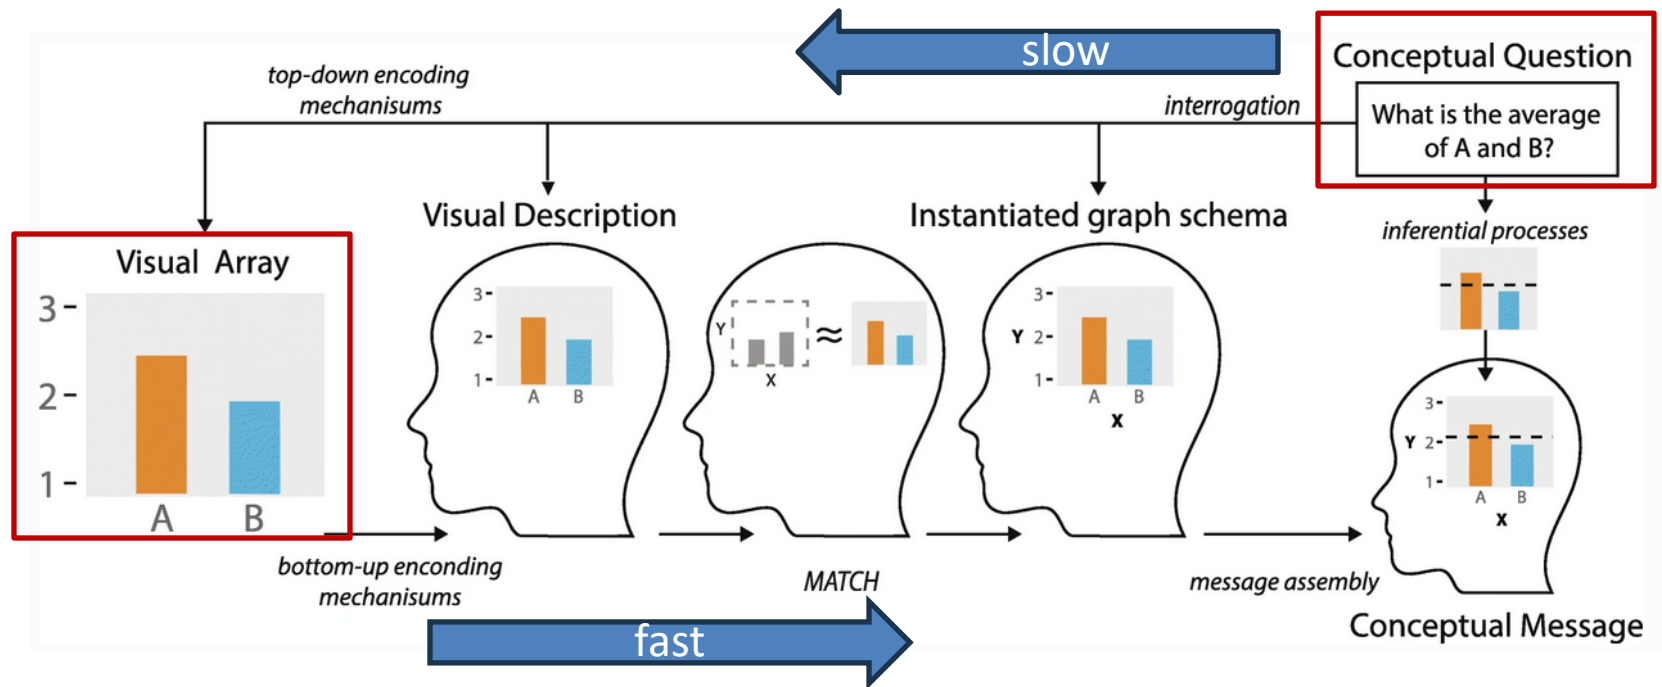 slow
Conceptual Question
What is the average
of A and B?
top-down encoding
mechanisums
interrogation
Visual Array
3
2
1
A B
Visual Description
3
2
1
A B
Y
X
≈
Instantiated graph schema
3
Y 2
1
A B
X
inferential processes
3
Y 2
1
A B
X
bottom-up enconding
mechanisums
MATCH
message assembly
Conceptual Message
fast